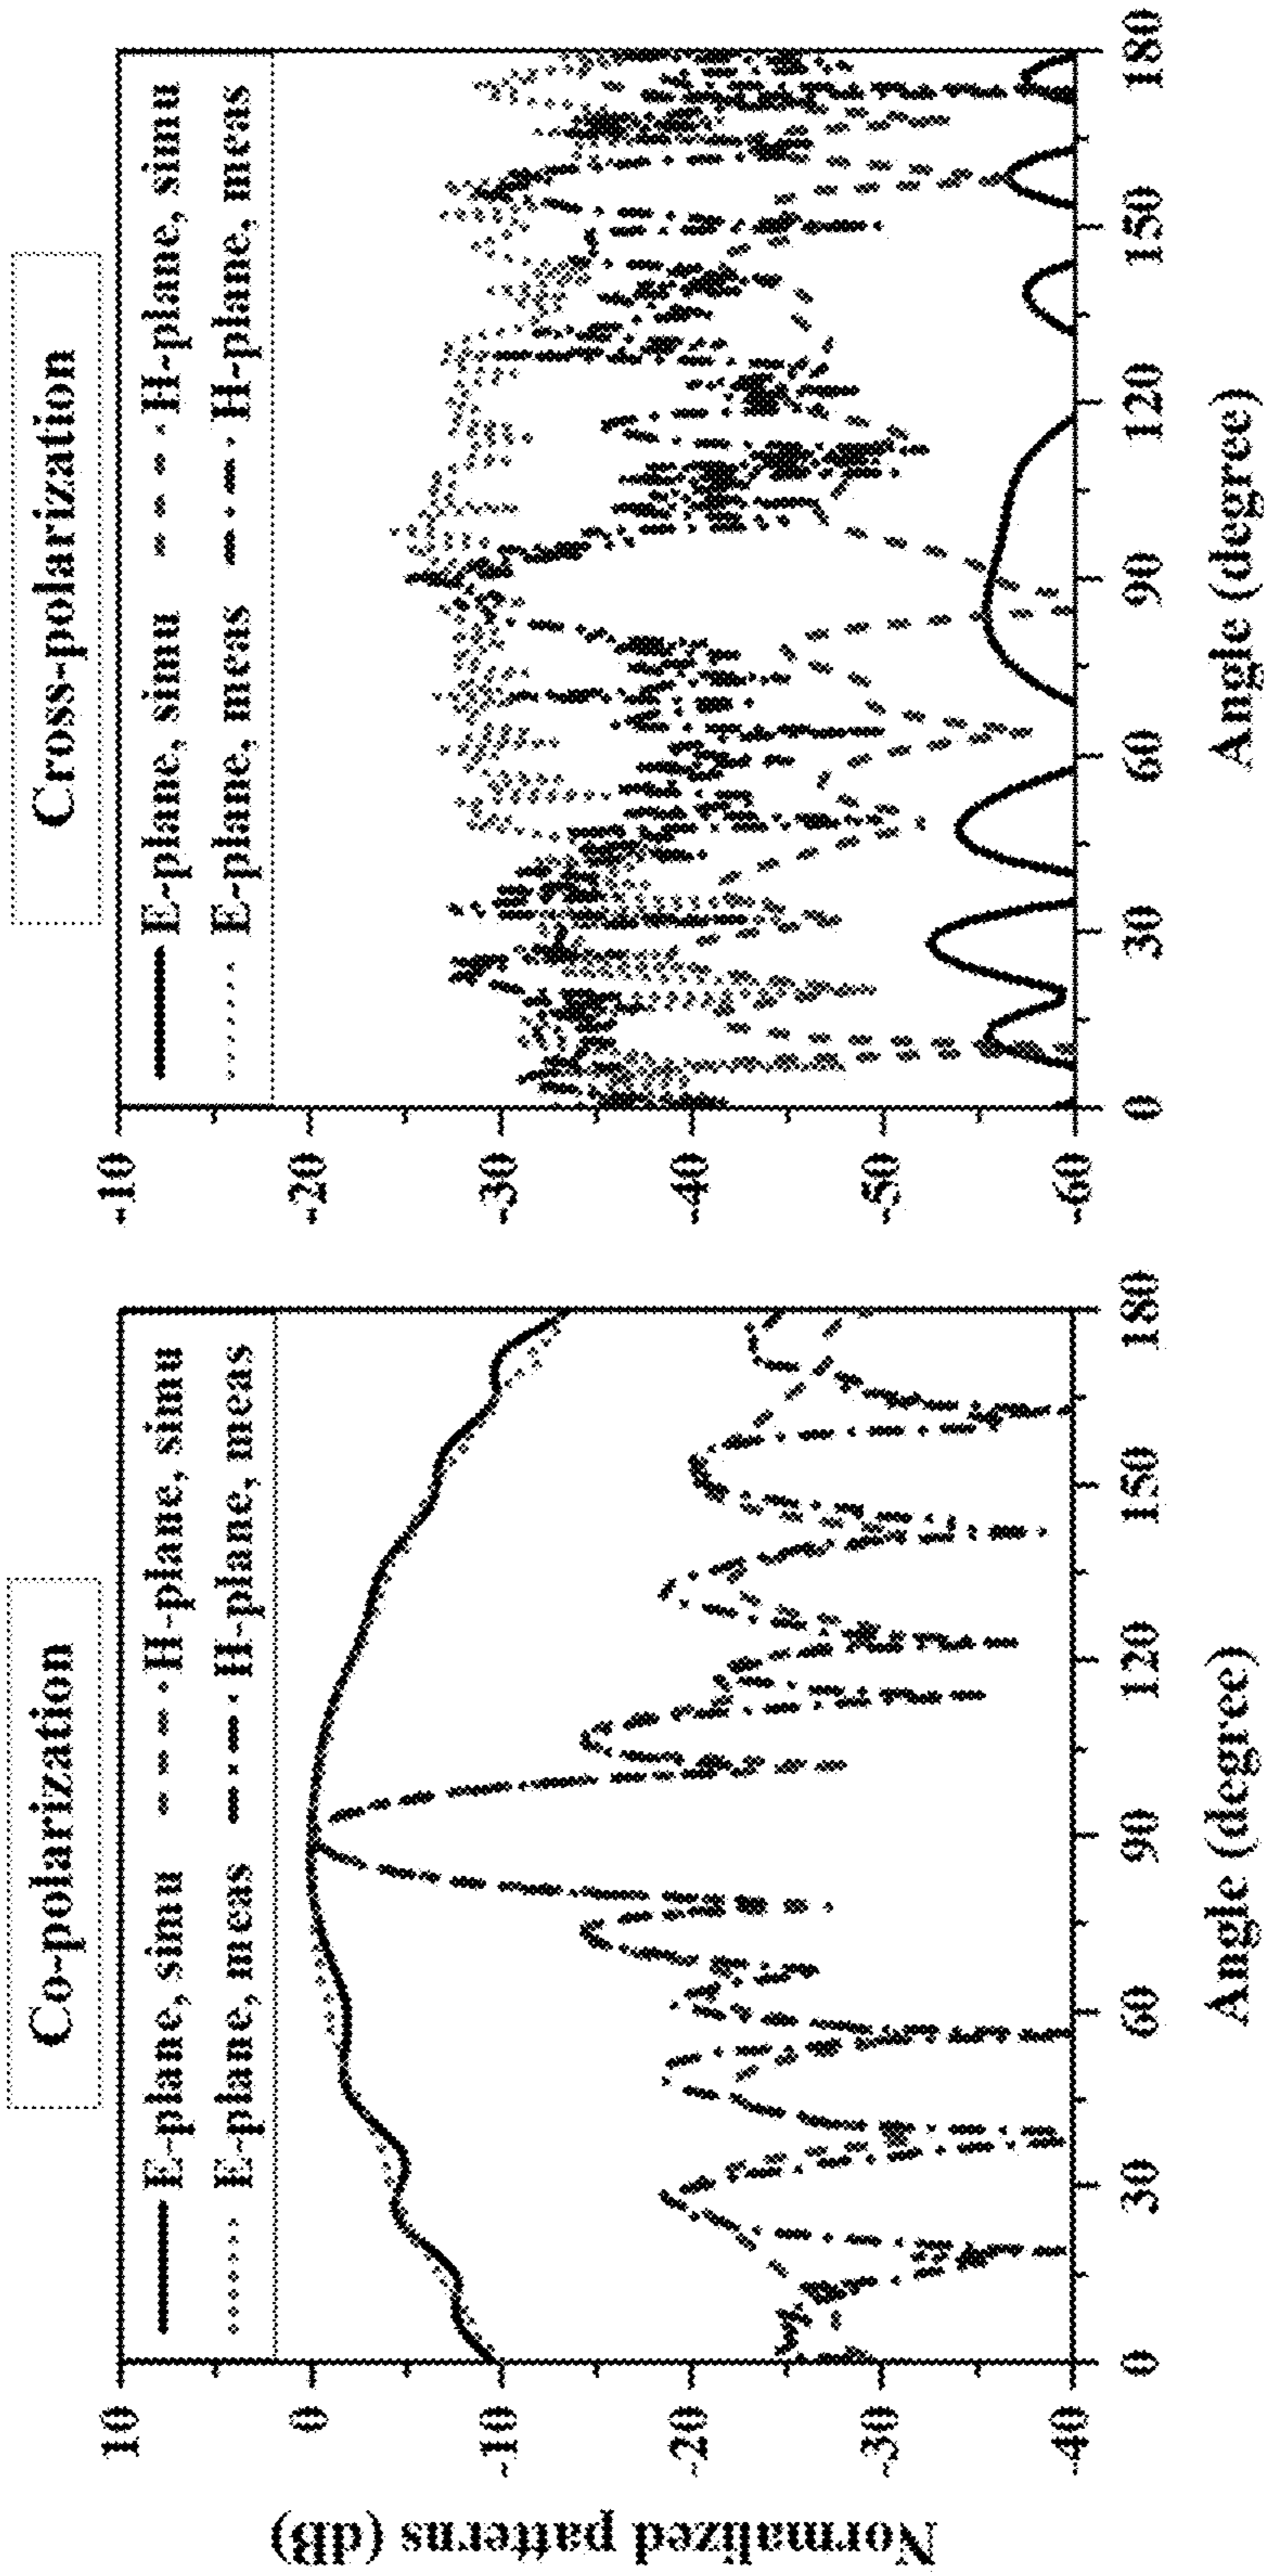 Co-polarization
E-plane, simu H-plane, simu
E-plane, meas H-plane, meas
Normalized patterns (dB)
10
0
-10
-20
-30
-40
0 30 60 90 120 150 180
Angle (degree)
Cross-polarization
E-plane, simu H-plane, simu
E-plane, meas H-plane, meas
-10
-20
-30
-40
-50
-60
0 30 60 90 120 150 180
Angle (degree)